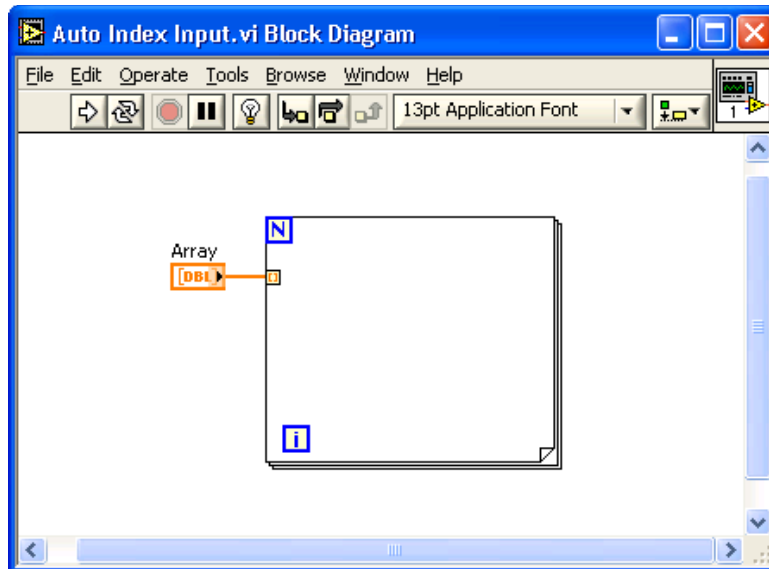 Auto Index Input.vi Block Diagram
File Edit Operate Tools Browse Window Help
13pt Application Font
1
N
Array
[DBL]
i